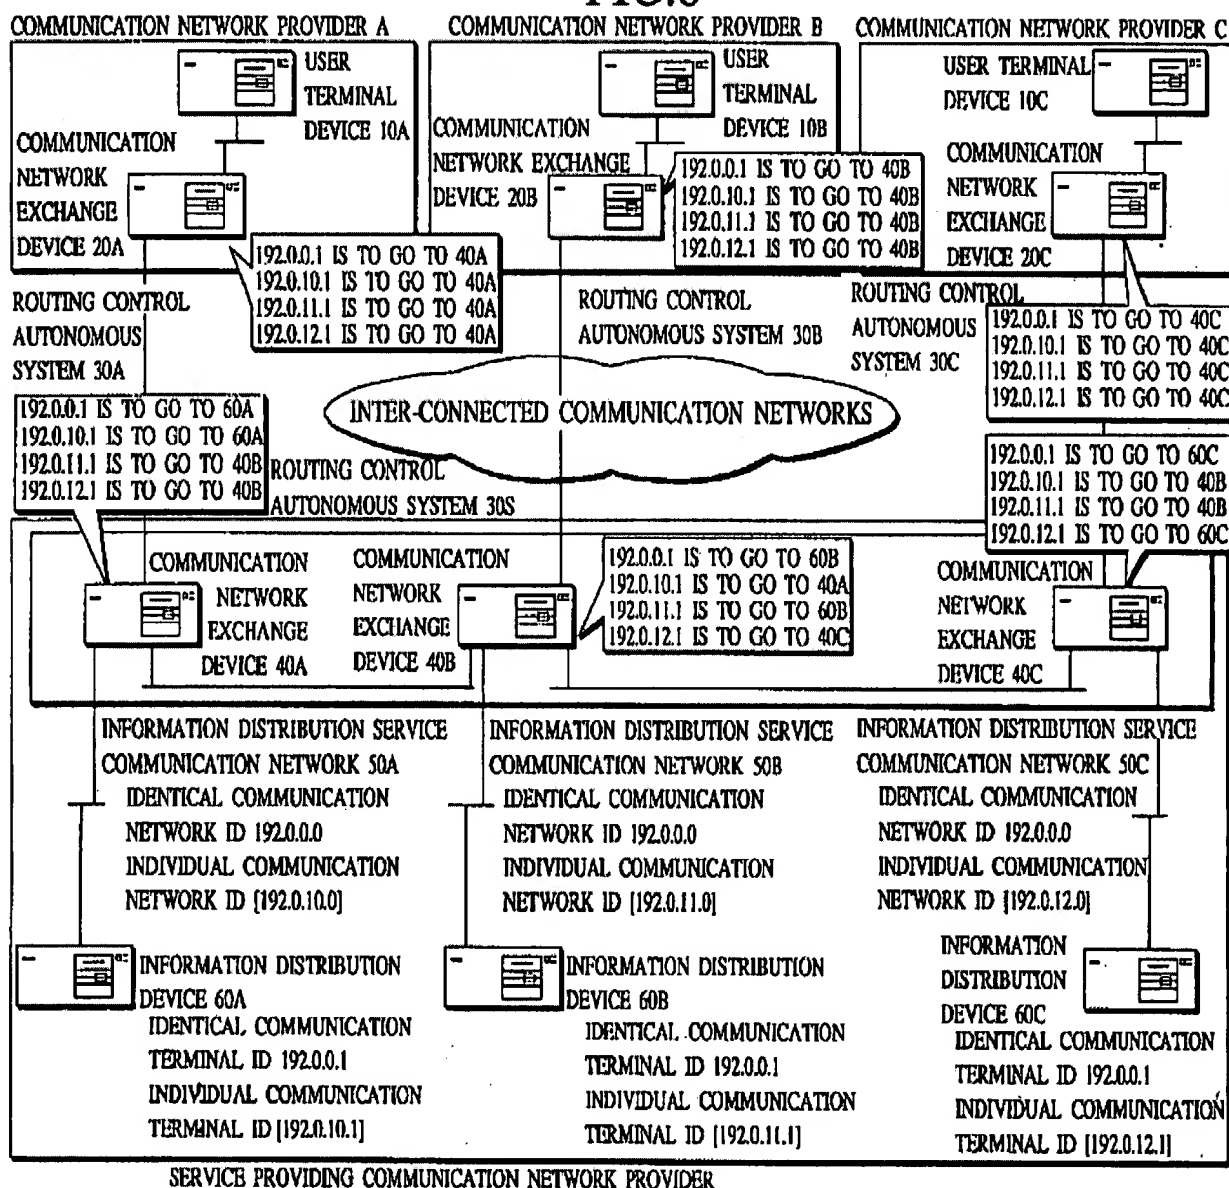 COMMUNICATION NETWORK PROVIDER A
USER
TERMINAL
DEVICE 10A
COMMUNICATION
NETWORK
EXCHANGE
DEVICE 20A
192.0.0.1 IS TO GO TO 40A
192.0.10.1 IS TO GO TO 40A
192.0.11.1 IS TO GO TO 40A
192.0.12.1 IS TO GO TO 40A
COMMUNICATION NETWORK PROVIDER B
USER
TERMINAL
DEVICE 10B
COMMUNICATION
NETWORK EXCHANGE
DEVICE 20B
192.0.0.1 IS TO GO TO 40B
192.0.10.1 IS TO GO TO 40B
192.0.11.1 IS TO GO TO 40B
192.0.12.1 IS TO GO TO 40B
COMMUNICATION NETWORK PROVIDER C
USER TERMINAL
DEVICE 10C
COMMUNICATION
NETWORK
EXCHANGE
DEVICE 20C
192.0.0.1 IS TO GO TO 40C
192.0.10.1 IS TO GO TO 40C
192.0.11.1 IS TO GO TO 40C
192.0.12.1 IS TO GO TO 40C
ROUTING CONTROL
AUTONOMOUS
SYSTEM 30A
ROUTING CONTROL
AUTONOMOUS SYSTEM 30B
ROUTING CONTROL
AUTONOMOUS
SYSTEM 30C
INTER-CONNECTED COMMUNICATION NETWORKS
192.0.0.1 IS TO GO TO 60A
192.0.10.1 IS TO GO TO 60A
192.0.11.1 IS TO GO TO 40B
192.0.12.1 IS TO GO TO 40B
ROUTING CONTROL
AUTONOMOUS SYSTEM 30S
192.0.0.1 IS TO GO TO 60C
192.0.10.1 IS TO GO TO 40B
192.0.11.1 IS TO GO TO 40B
192.0.12.1 IS TO GO TO 60C
COMMUNICATION
NETWORK
EXCHANGE
DEVICE 40A
COMMUNICATION
NETWORK
EXCHANGE
DEVICE 40B
192.0.0.1 IS TO GO TO 60B
192.0.10.1 IS TO GO TO 40A
192.0.11.1 IS TO GO TO 60B
192.0.12.1 IS TO GO TO 40C
COMMUNICATION
NETWORK
EXCHANGE
DEVICE 40C
INFORMATION DISTRIBUTION SERVICE
COMMUNICATION NETWORK 50A
IDENTICAL COMMUNICATION
NETWORK ID 192.0.0.0
INDIVIDUAL COMMUNICATION
NETWORK ID [192.0.10.0]
INFORMATION DISTRIBUTION SERVICE
COMMUNICATION NETWORK 50B
IDENTICAL COMMUNICATION
NETWORK ID 192.0.0.0
INDIVIDUAL COMMUNICATION
NETWORK ID [192.0.11.0]
INFORMATION DISTRIBUTION SERVICE
COMMUNICATION NETWORK 50C
IDENTICAL COMMUNICATION
NETWORK ID 192.0.0.0
INDIVIDUAL COMMUNICATION
NETWORK ID [192.0.12.0]
INFORMATION DISTRIBUTION
DEVICE 60A
IDENTICAL COMMUNICATION
TERMINAL ID 192.0.0.1
INDIVIDUAL COMMUNICATION
TERMINAL ID [192.0.10.1]
INFORMATION DISTRIBUTION
DEVICE 60B
IDENTICAL COMMUNICATION
TERMINAL ID 192.0.0.1
INDIVIDUAL COMMUNICATION
TERMINAL ID [192.0.11.1]
INFORMATION
DISTRIBUTION
DEVICE 60C
IDENTICAL COMMUNICATION
TERMINAL ID 192.0.0.1
INDIVIDUAL COMMUNICATION
TERMINAL ID [192.0.12.1]
SERVICE PROVIDING COMMUNICATION NETWORK PROVIDER